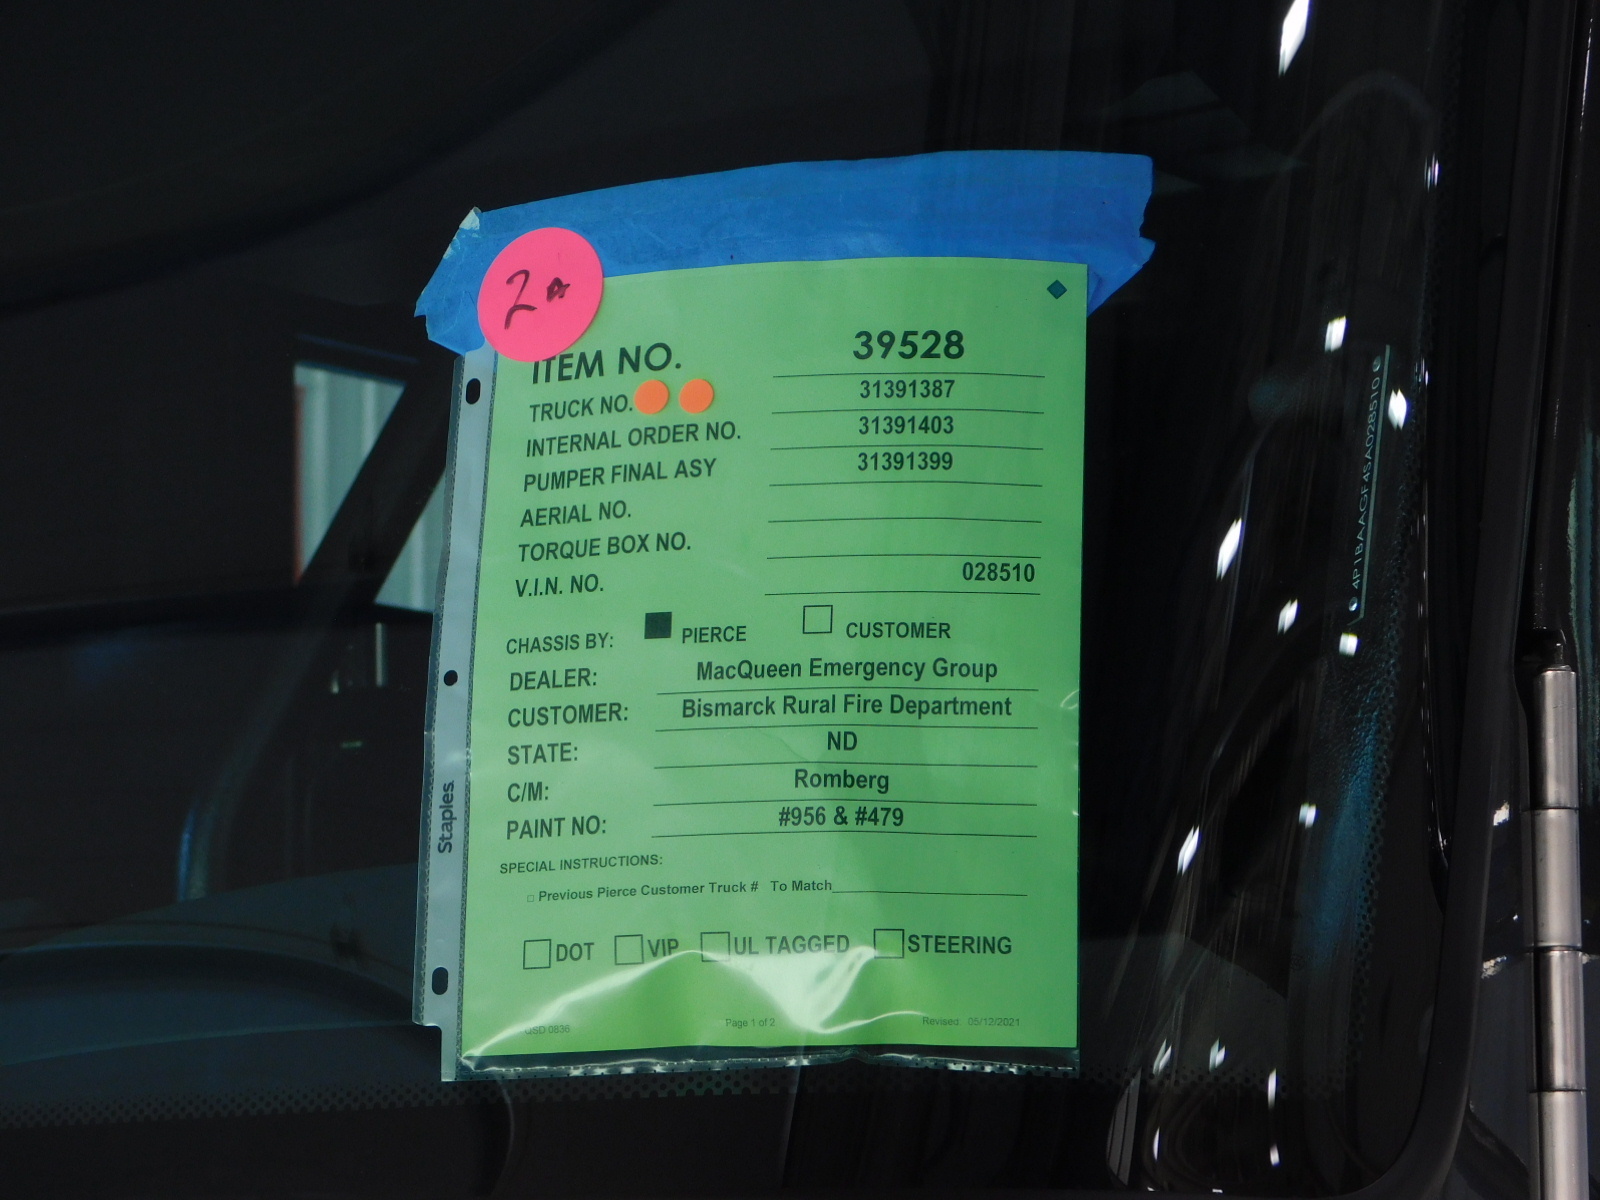 2
ITEM NO. 39528
TRUCK NO. 31391387
INTERNAL ORDER NO. 31391403
PUMPER FINAL ASY 31391399
AERIAL NO.
TORQUE BOX NO.
V.I.N. NO. 028510
CHASSIS BY: PIERCE CUSTOMER
DEALER: MacQueen Emergency Group
CUSTOMER: Bismarck Rural Fire Department
STATE: ND
C/M: Romberg
PAINT NO: #956 & #479
SPECIAL INSTRUCTIONS:
Previous Pierce Customer Truck # To Match
DOT VIP UL TAGGED STEERING
QSD 0836 Page 1 of 2 Revised: 05/12/2021
Staples